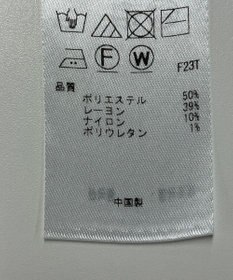 F W
F23T
品質
ポリエステル 50%
レーヨン 39%
ナイロン 10%
ポリウレタン 1%
中国製